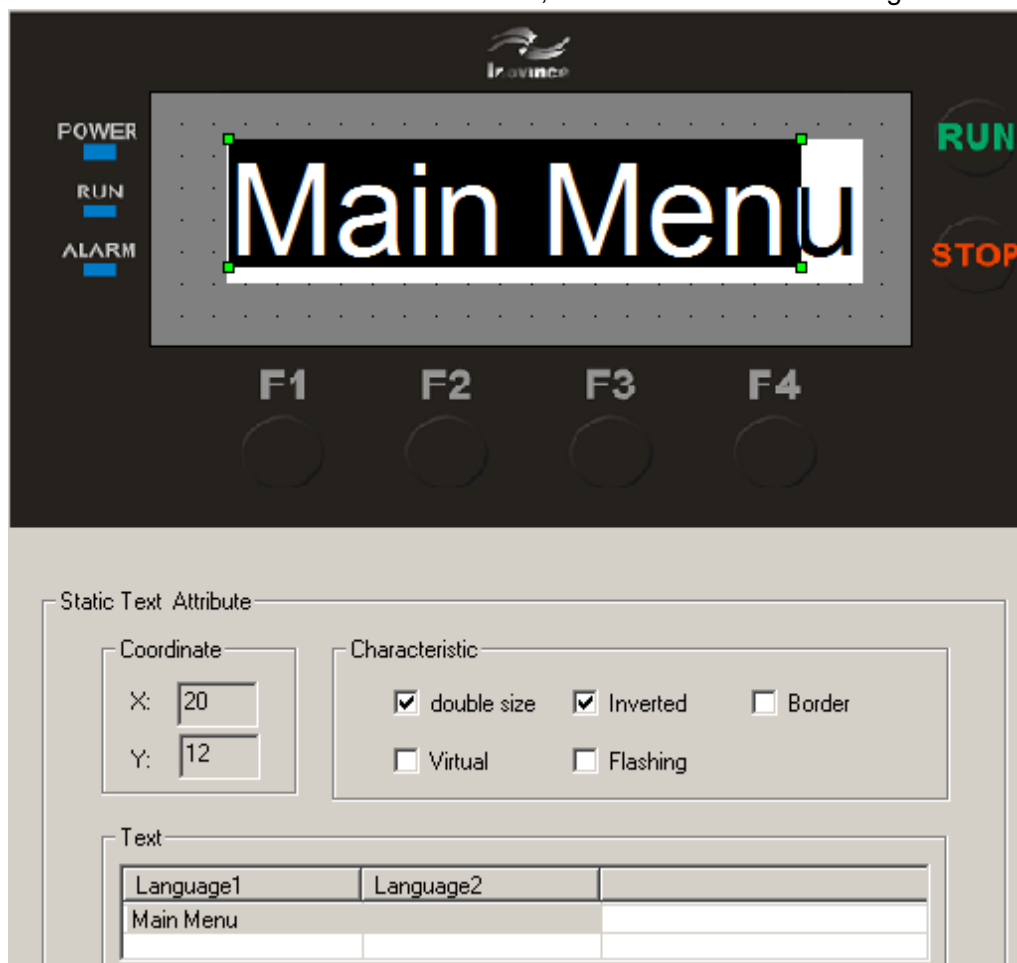 Inovince
POWER
RUN
ALARM
Main Menu
RUN
STOP
F1 F2 F3 F4
Static Text Attribute
Coordinate
X: 20
Y: 12
Characteristic
double size Inverted Border
Virtual Flashing
Text
Language1 Language2
Main Menu